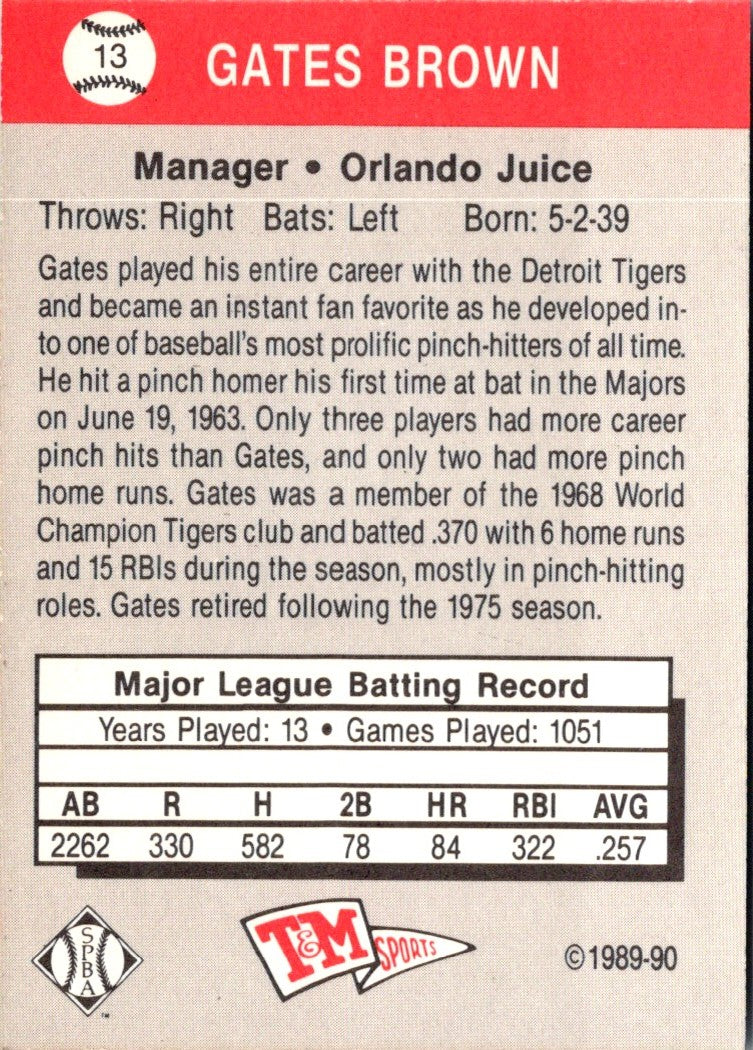 13
GATES BROWN
Manager • Orlando Juice
Throws: Right Bats: Left Born: 5-2-39
Gates played his entire career with the Detroit Tigers
and became an instant fan favorite as he developed in-
to one of baseball's most prolific pinch-hitters of all time.
He hit a pinch homer his first time at bat in the Majors
on June 19, 1963. Only three players had more career
pinch hits than Gates, and only two had more pinch
home runs. Gates was a member of the 1968 World
Champion Tigers club and batted .370 with 6 home runs
and 15 RBIs during the season, mostly in pinch-hitting
roles. Gates retired following the 1975 season.
Major League Batting Record
Years Played: 13 • Games Played: 1051
AB R H 2B HR RBI AVG
2262 330 582 78 84 322 .257
SPBA
TM
T&M SPORTS
©1989-90